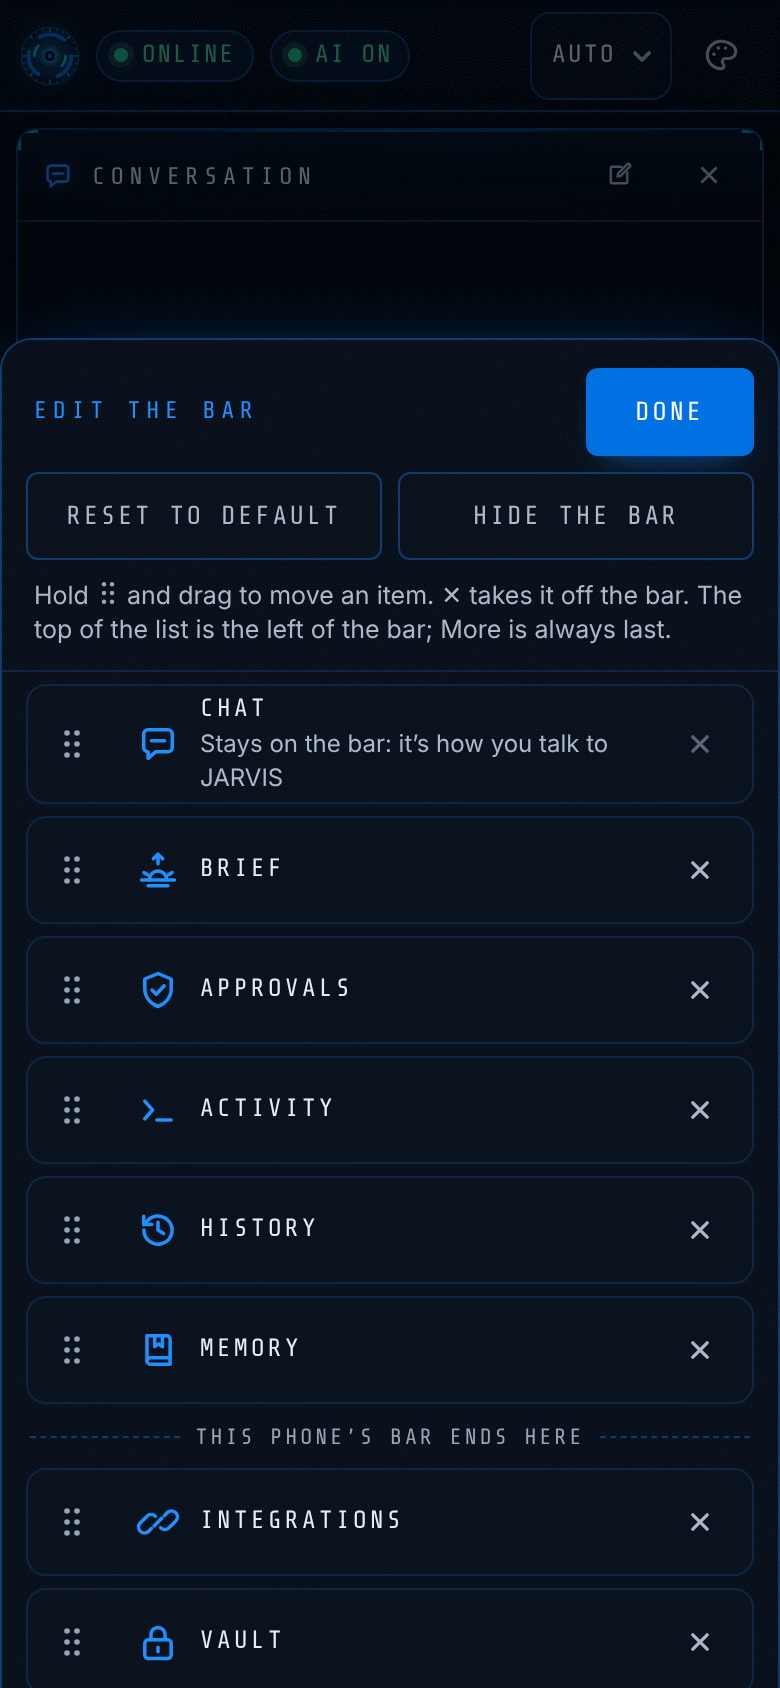 ONLINE
AI ON
AUTO
CONVERSATION
EDIT THE BAR
DONE
RESET TO DEFAULT
HIDE THE BAR
Hold ⠿ and drag to move an item. ✕ takes it off the bar. The
top of the list is the left of the bar; More is always last.
CHAT
Stays on the bar: it’s how you talk to
JARVIS
BRIEF
APPROVALS
ACTIVITY
HISTORY
MEMORY
THIS PHONE’S BAR ENDS HERE
INTEGRATIONS
VAULT